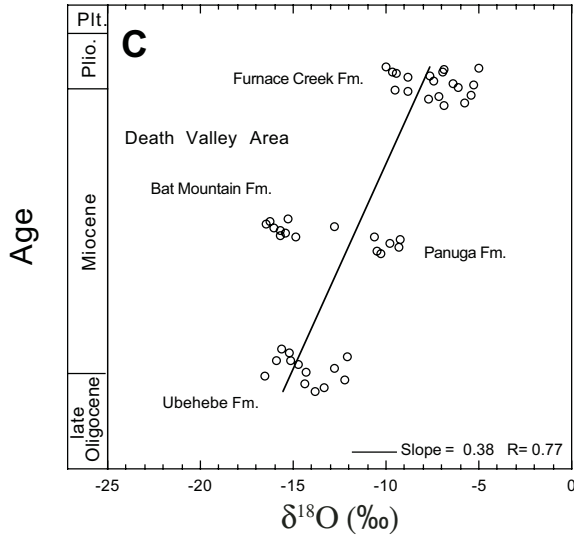 Plt.
C
Plio.
Furnace Creek Fm.
Death Valley Area
Bat Mountain Fm.
Age
Miocene
Panuga Fm.
Ubehebe Fm.
late
Oligocene
Slope = 0.38 R= 0.77
-25 -20 -15 -10 -5 0
δ¹⁸O (‰)